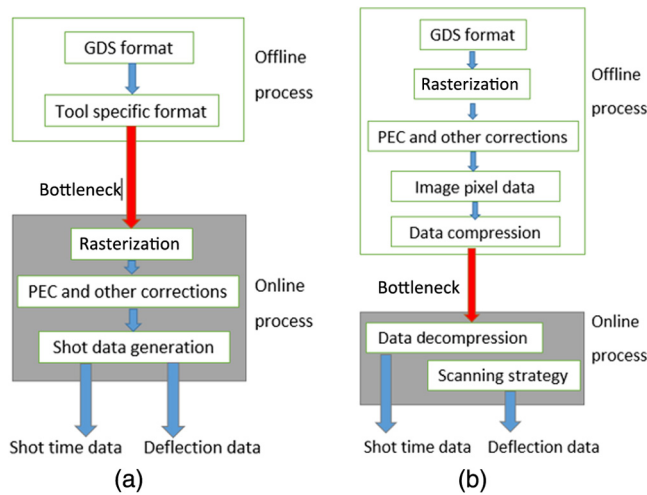 GDS format
Offline
process
Tool specific format
Bottleneck
Rasterization
PEC and other corrections
Online
process
Shot data generation
Shot time data
Deflection data
(a)
GDS format
Rasterization
Offline
process
PEC and other corrections
Image pixel data
Data compression
Bottleneck
Online
process
Data decompression
Scanning strategy
Shot time data
Deflection data
(b)